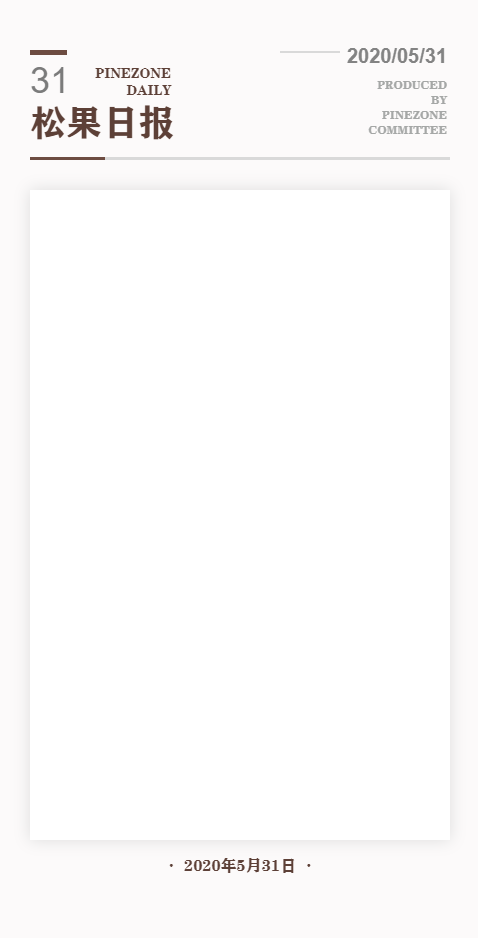 31
PINEZONE
DAILY
松果日报
2020/05/31
PRODUCED
BY
PINEZONE
COMMITTEE
· 2020年5月31日 ·